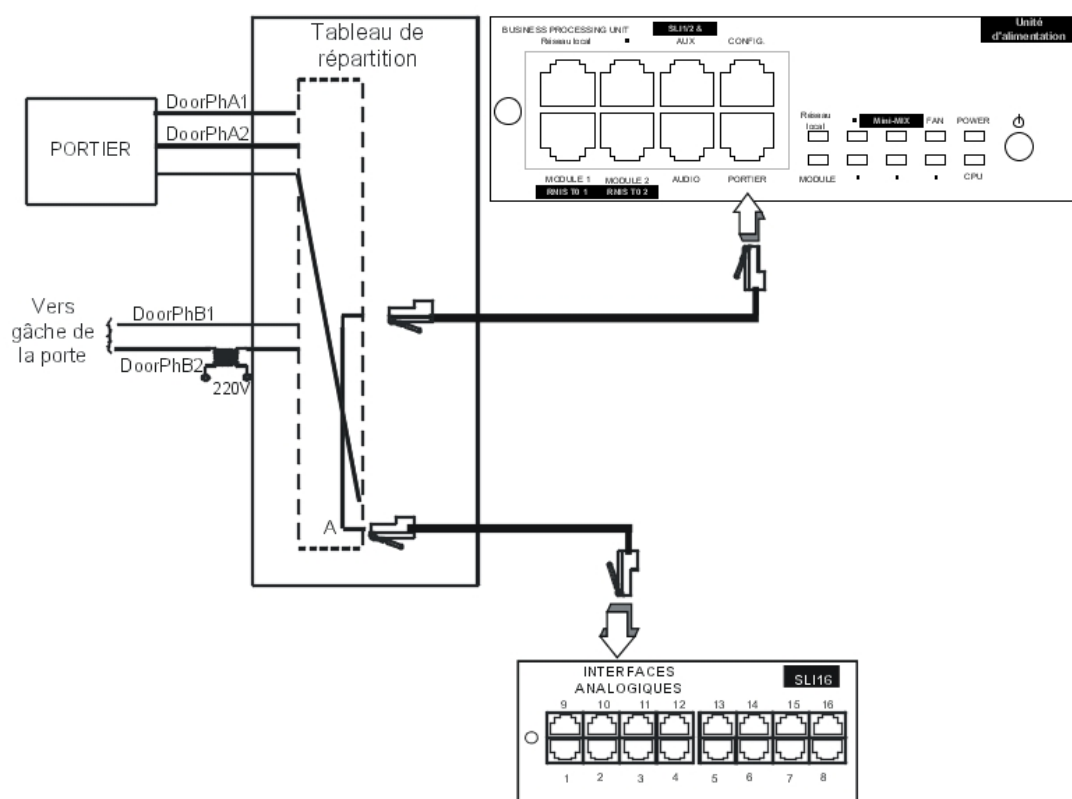 Tableau de
répartition
DoorPhA1
DoorPhA2
PORTIER
Vers
gâche de
la porte
DoorPhB1
DoorPhB2
220V
A
BUSINESS PROCESSING UNIT
SLI1/2 &
Unité
d'alimentation
Réseau local
AUX
CONFIG.
Réseau
local
Mini-MIX
FAN
POWER
MODULE 1
MODULE 2
AUDIO
PORTIER
MODULE
CPU
RNIS T0 1
RNIS T0 2
INTERFACES
ANALOGIQUES
SLI16
9 10 11 12 13 14 15 16
1 2 3 4 5 6 7 8